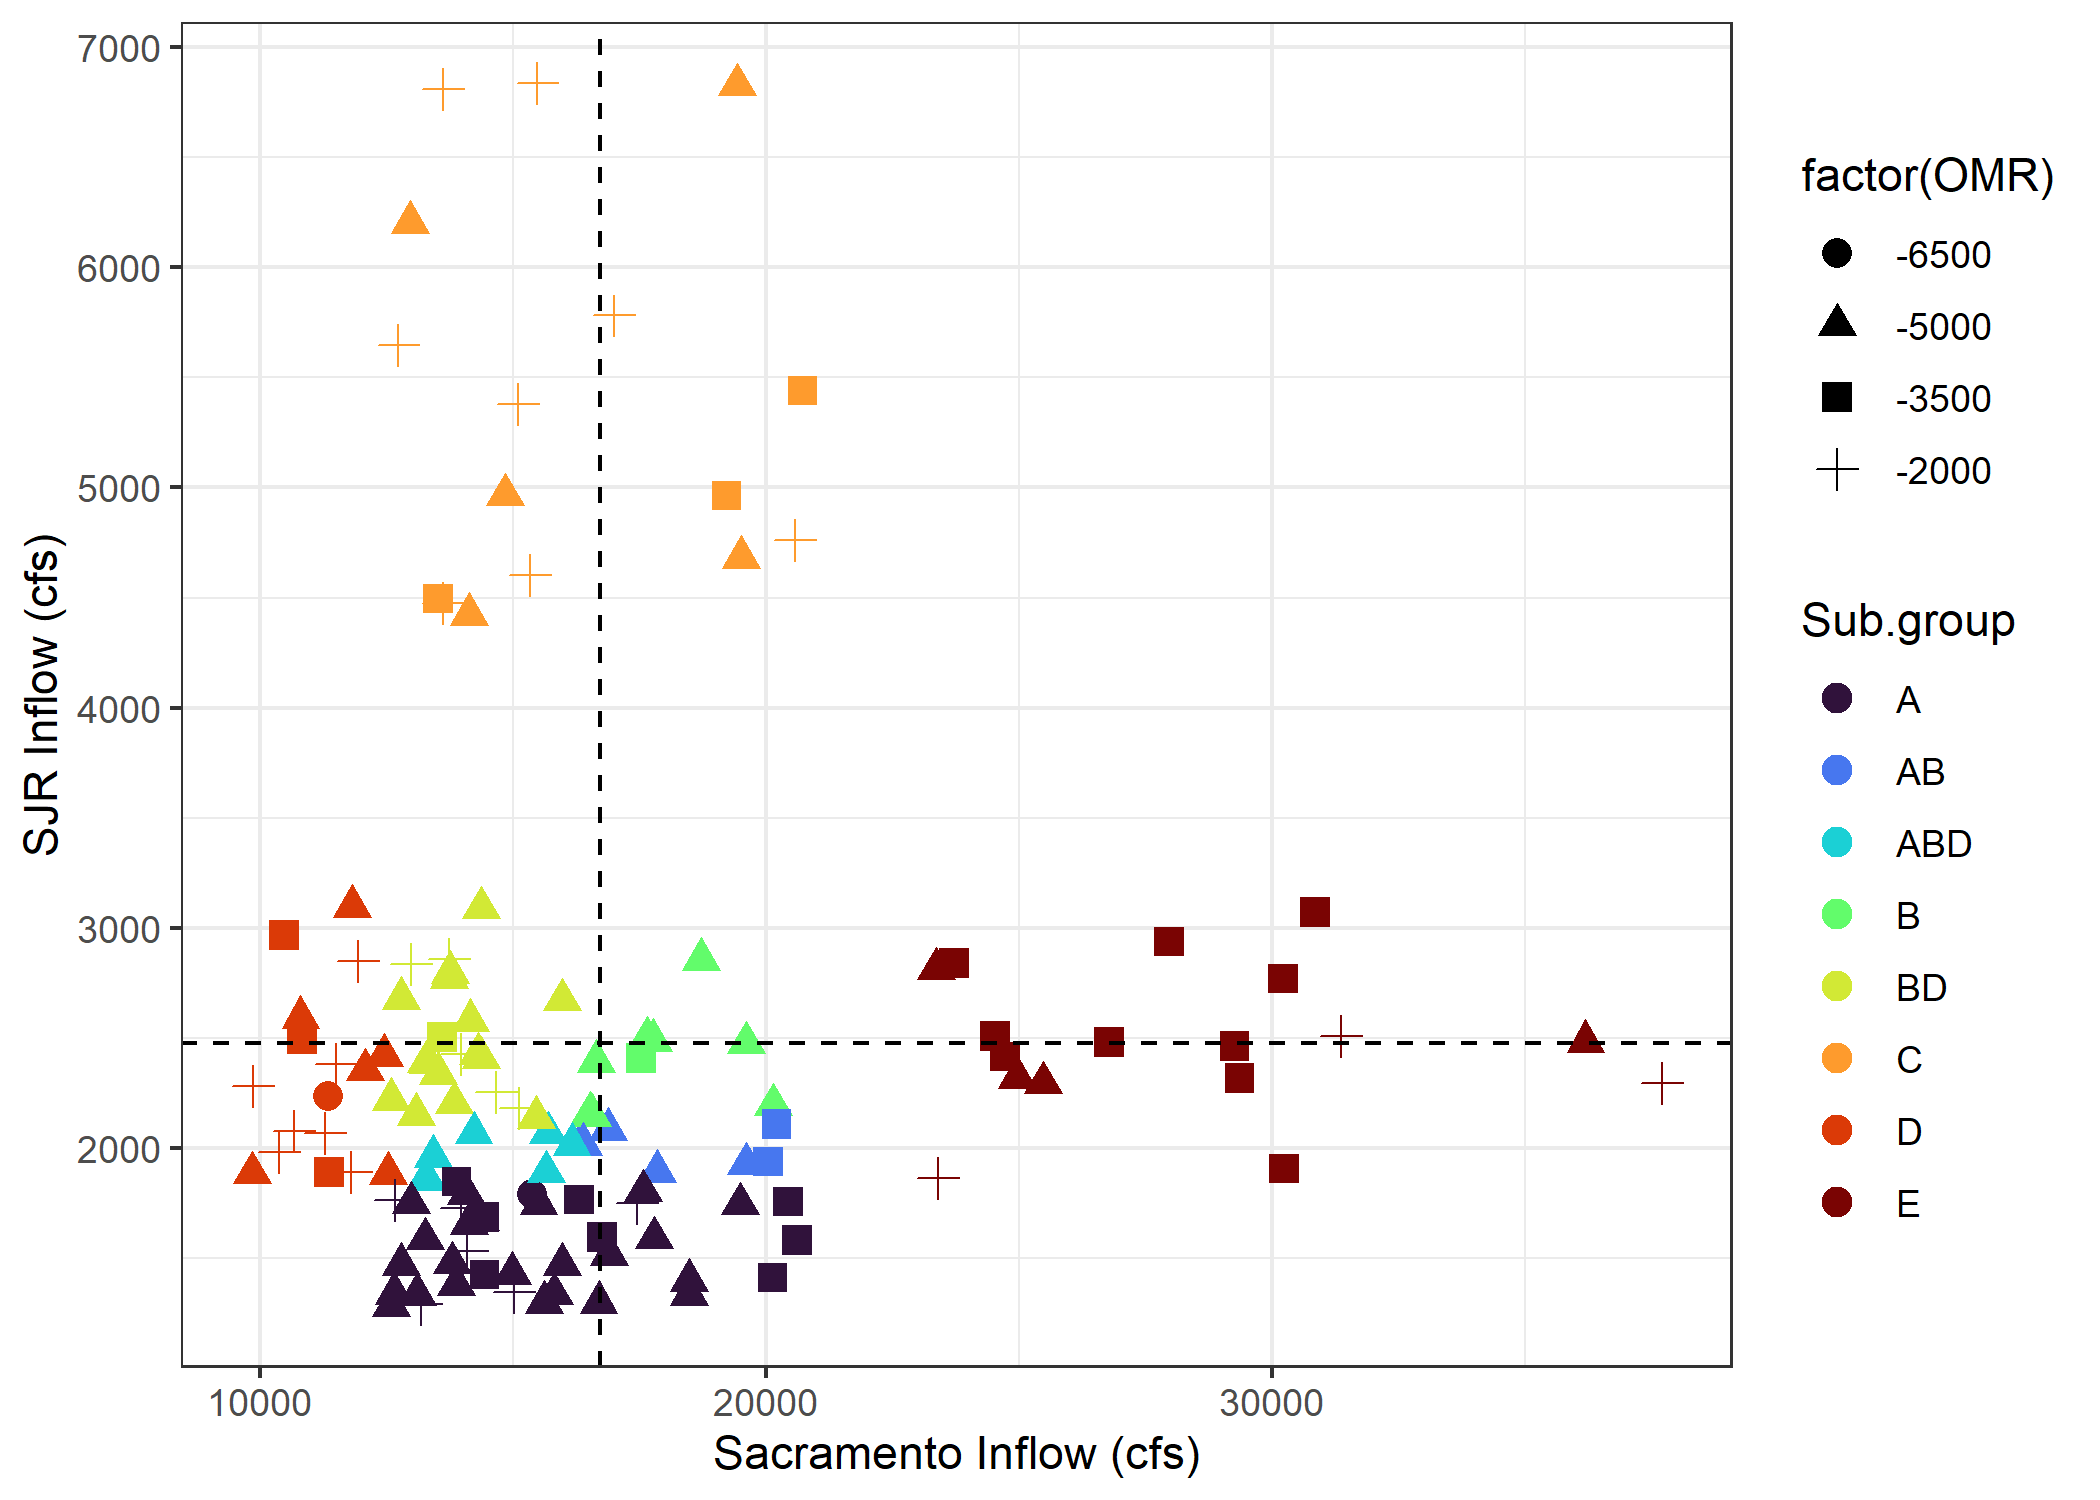 7000
6000
5000
4000
3000
2000
SJR Inflow (cfs)
10000
20000
30000
Sacramento Inflow (cfs)
factor(OMR)
-6500
-5000
-3500
-2000
Sub.group
A
AB
ABD
B
BD
C
D
E